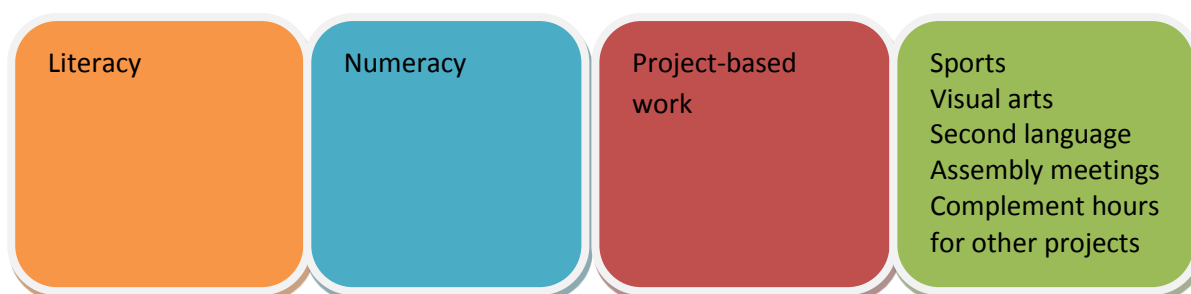 Literacy
Numeracy
Project-based
work
Sports
Visual arts
Second language
Assembly meetings
Complement hours
for other projects